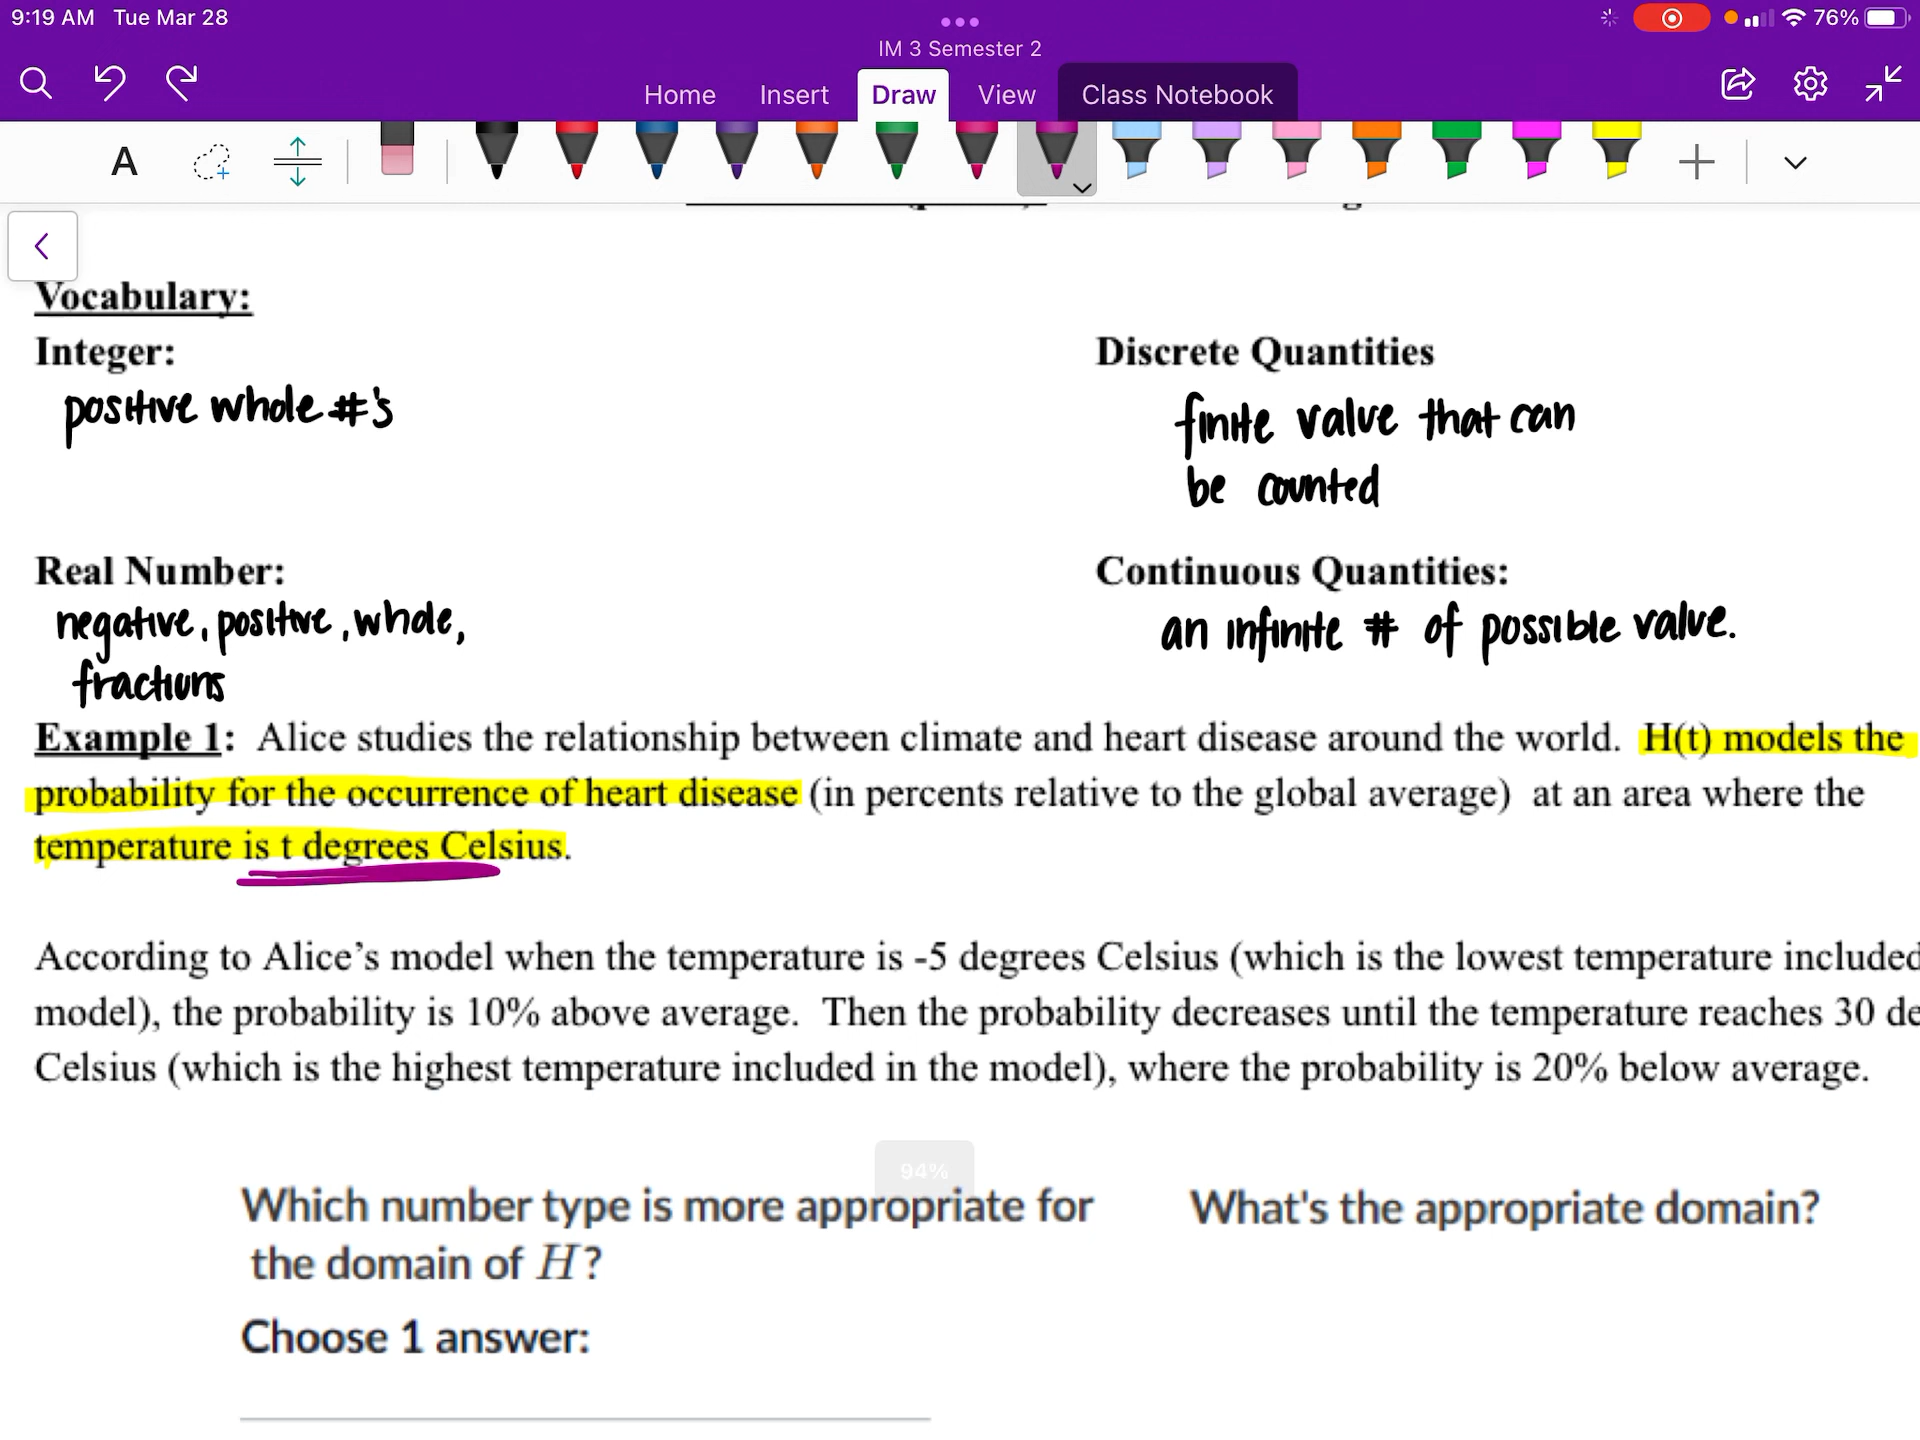 9:19 AM Tue Mar 28
76%
IM 3 Semester 2
Home Insert Draw View Class Notebook
A
Vocabulary:
Integer:
positive whole #'s
Discrete Quantities
finite value that can
be counted
Real Number:
negative, positive, whole,
fractions
Continuous Quantities:
an infinite # of possible value.
Example 1: Alice studies the relationship between climate and heart disease around the world. H(t) models the
probability for the occurrence of heart disease (in percents relative to the global average) at an area where the
temperature is t degrees Celsius.
According to Alice's model when the temperature is -5 degrees Celsius (which is the lowest temperature included
model), the probability is 10% above average. Then the probability decreases until the temperature reaches 30 de
Celsius (which is the highest temperature included in the model), where the probability is 20% below average.
94%
Which number type is more appropriate for
the domain of H?
Choose 1 answer:
What's the appropriate domain?